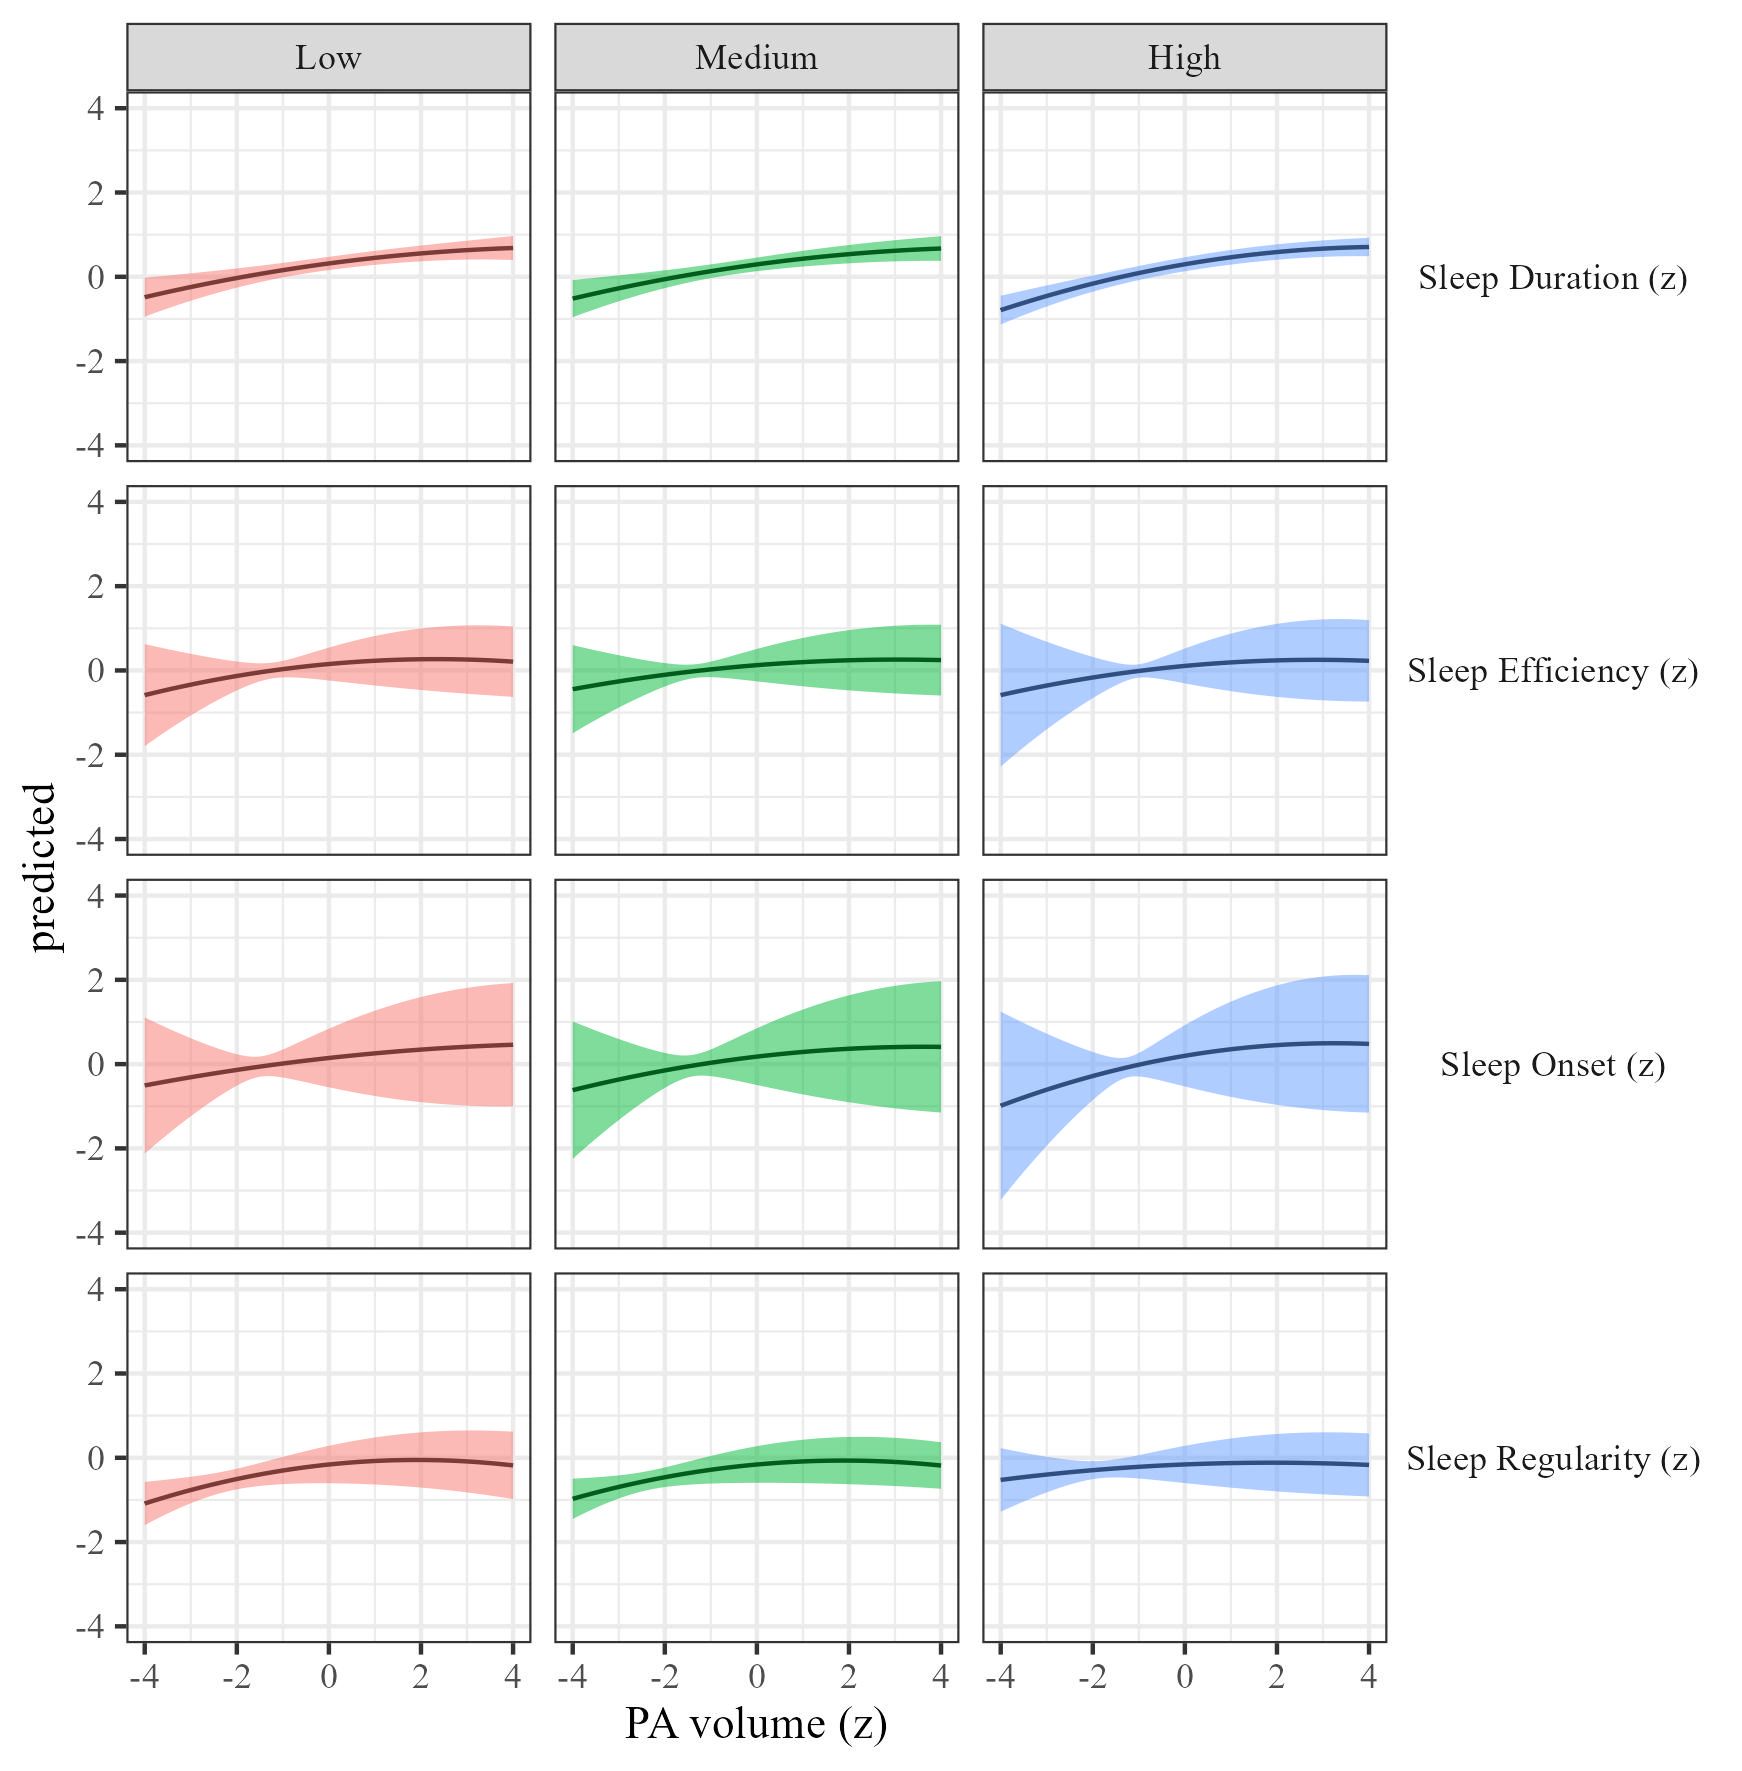 Low Medium High
4
2
0
-2
-4
Sleep Duration (z)
4
2
0
-2
-4
Sleep Efficiency (z)
predicted
4
2
0
-2
-4
Sleep Onset (z)
4
2
0
-2
-4
Sleep Regularity (z)
-4 -2 0 2 4 -4 -2 0 2 4 -4 -2 0 2 4
PA volume (z)